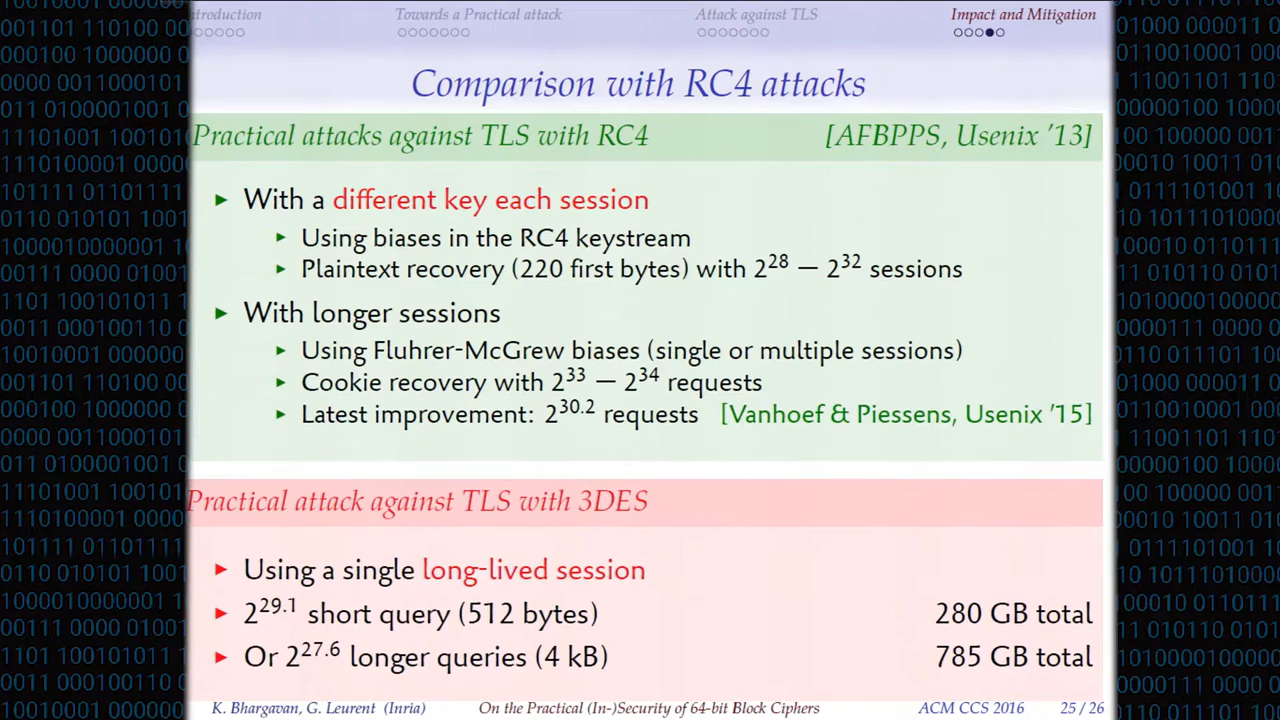 ntroduction Towards a Practical attack Attack against TLS Impact and Mitigation
Comparison with RC4 attacks
Practical attacks against TLS with RC4 [AFBPPS, Usenix '13]
With a different key each session
Using biases in the RC4 keystream
Plaintext recovery (220 first bytes) with 2^28 — 2^32 sessions
With longer sessions
Using Fluhrer-McGrew biases (single or multiple sessions)
Cookie recovery with 2^33 — 2^34 requests
Latest improvement: 2^30.2 requests [Vanhoef & Piessens, Usenix '15]
Practical attack against TLS with 3DES
Using a single long-lived session
2^29.1 short query (512 bytes) 280 GB total
Or 2^27.6 longer queries (4 kB) 785 GB total
K. Bhargavan, G. Leurent (Inria) On the Practical (In-)Security of 64-bit Block Ciphers ACM CCS 2016 25 / 26